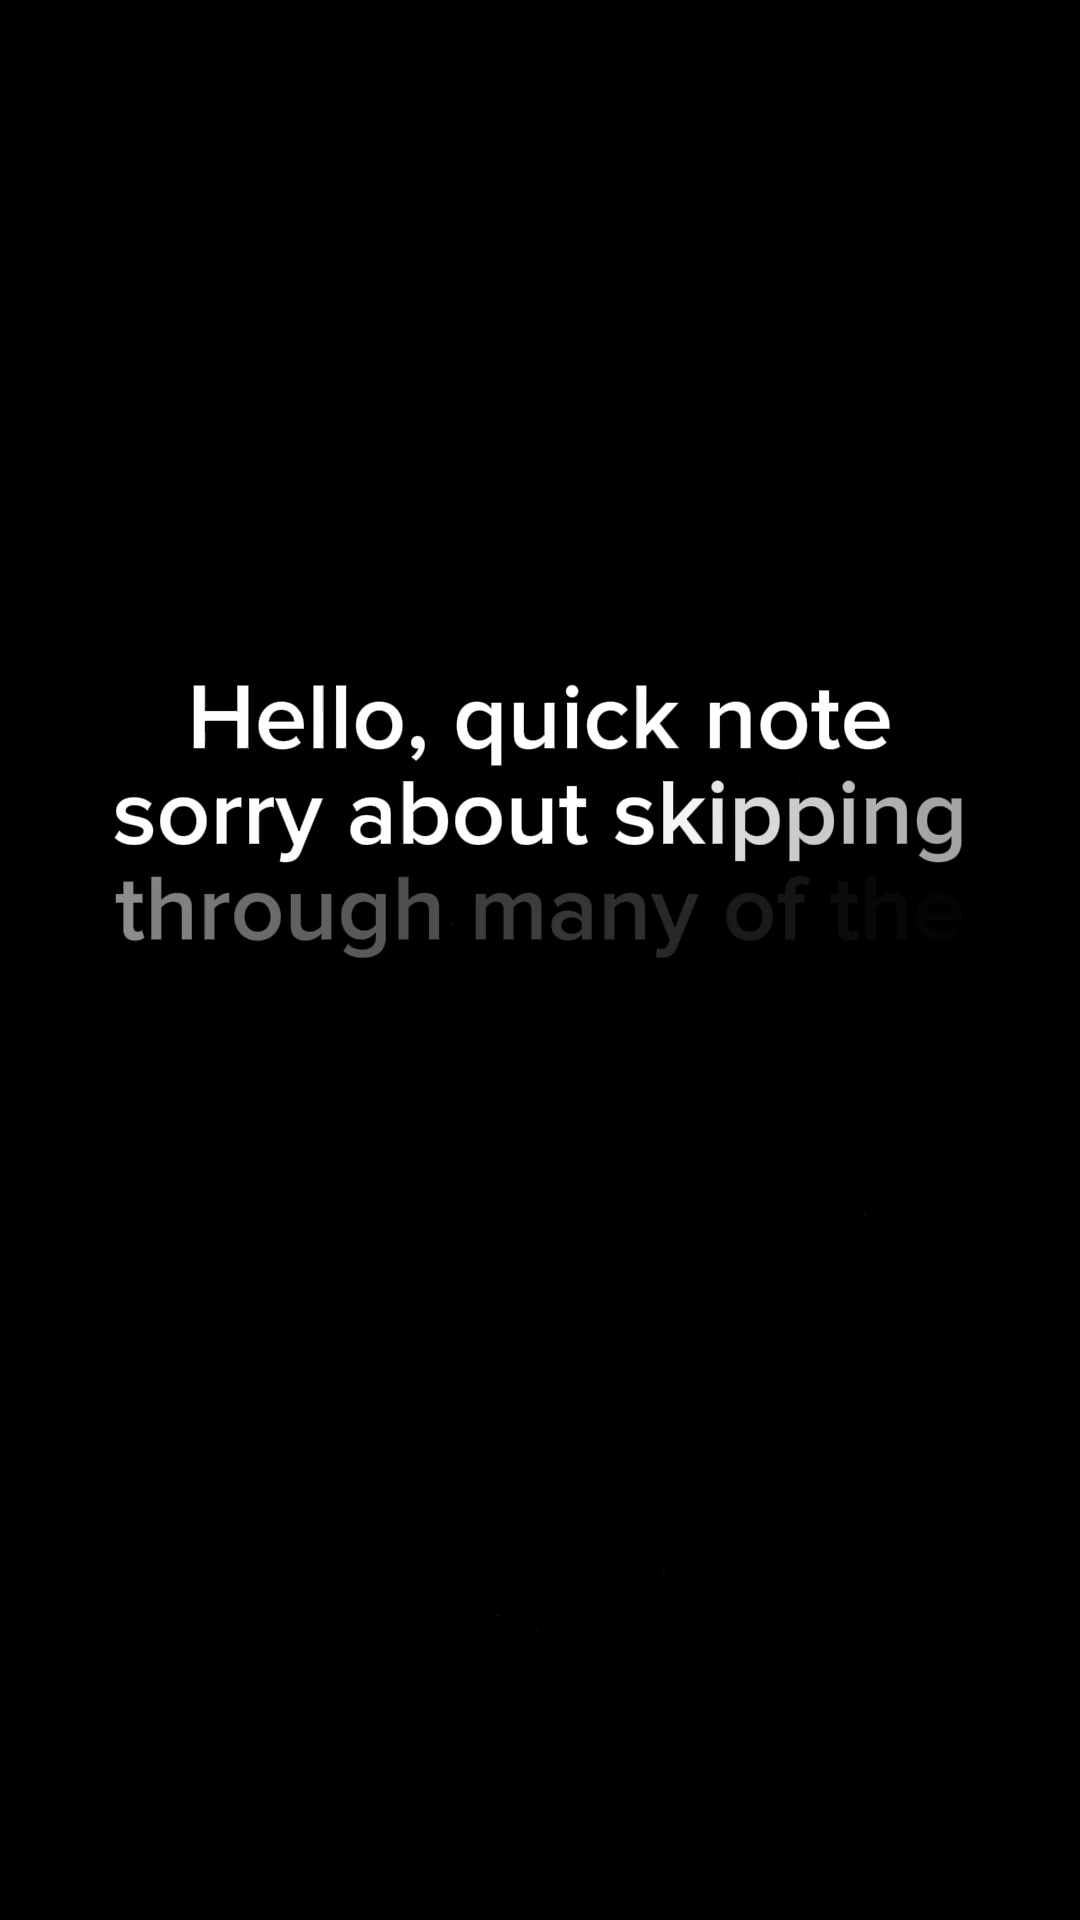 Hello, quick note
sorry about skipping
through many of the